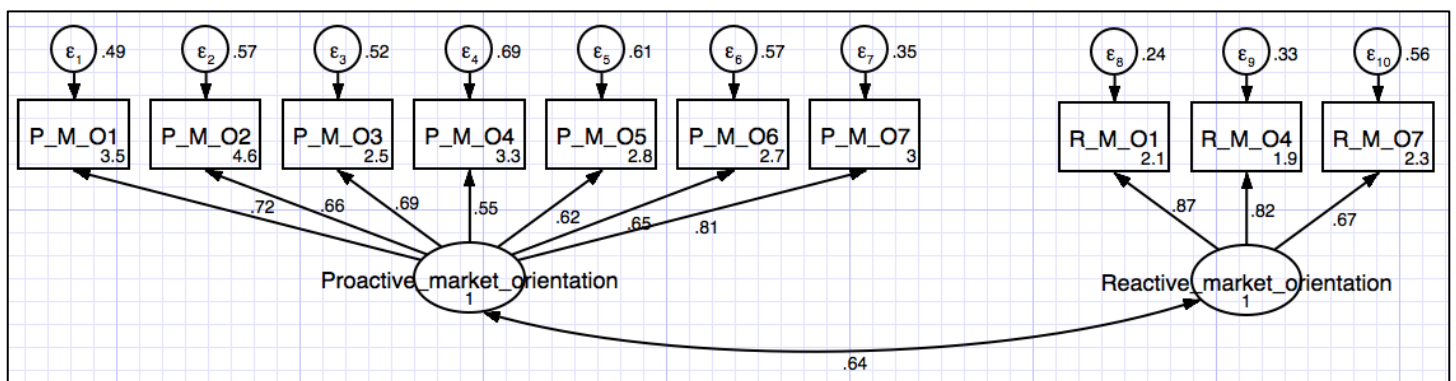 ε1 .49 ε2 .57 ε3 .52 ε4 .69 ε5 .61 ε6 .57 ε7 .35 ε8 .24 ε9 .33 ε10 .56
P_M_O1 P_M_O2 P_M_O3 P_M_O4 P_M_O5 P_M_O6 P_M_O7 R_M_O1 R_M_O4 R_M_O7
3.5 4.6 2.5 3.3 2.8 2.7 3 2.1 1.9 2.3
.72 .66 .69 .55 .62 .65 .81 .87 .82 .67
Proactive_market_orientation Reactive_market_orientation
1 1
.64